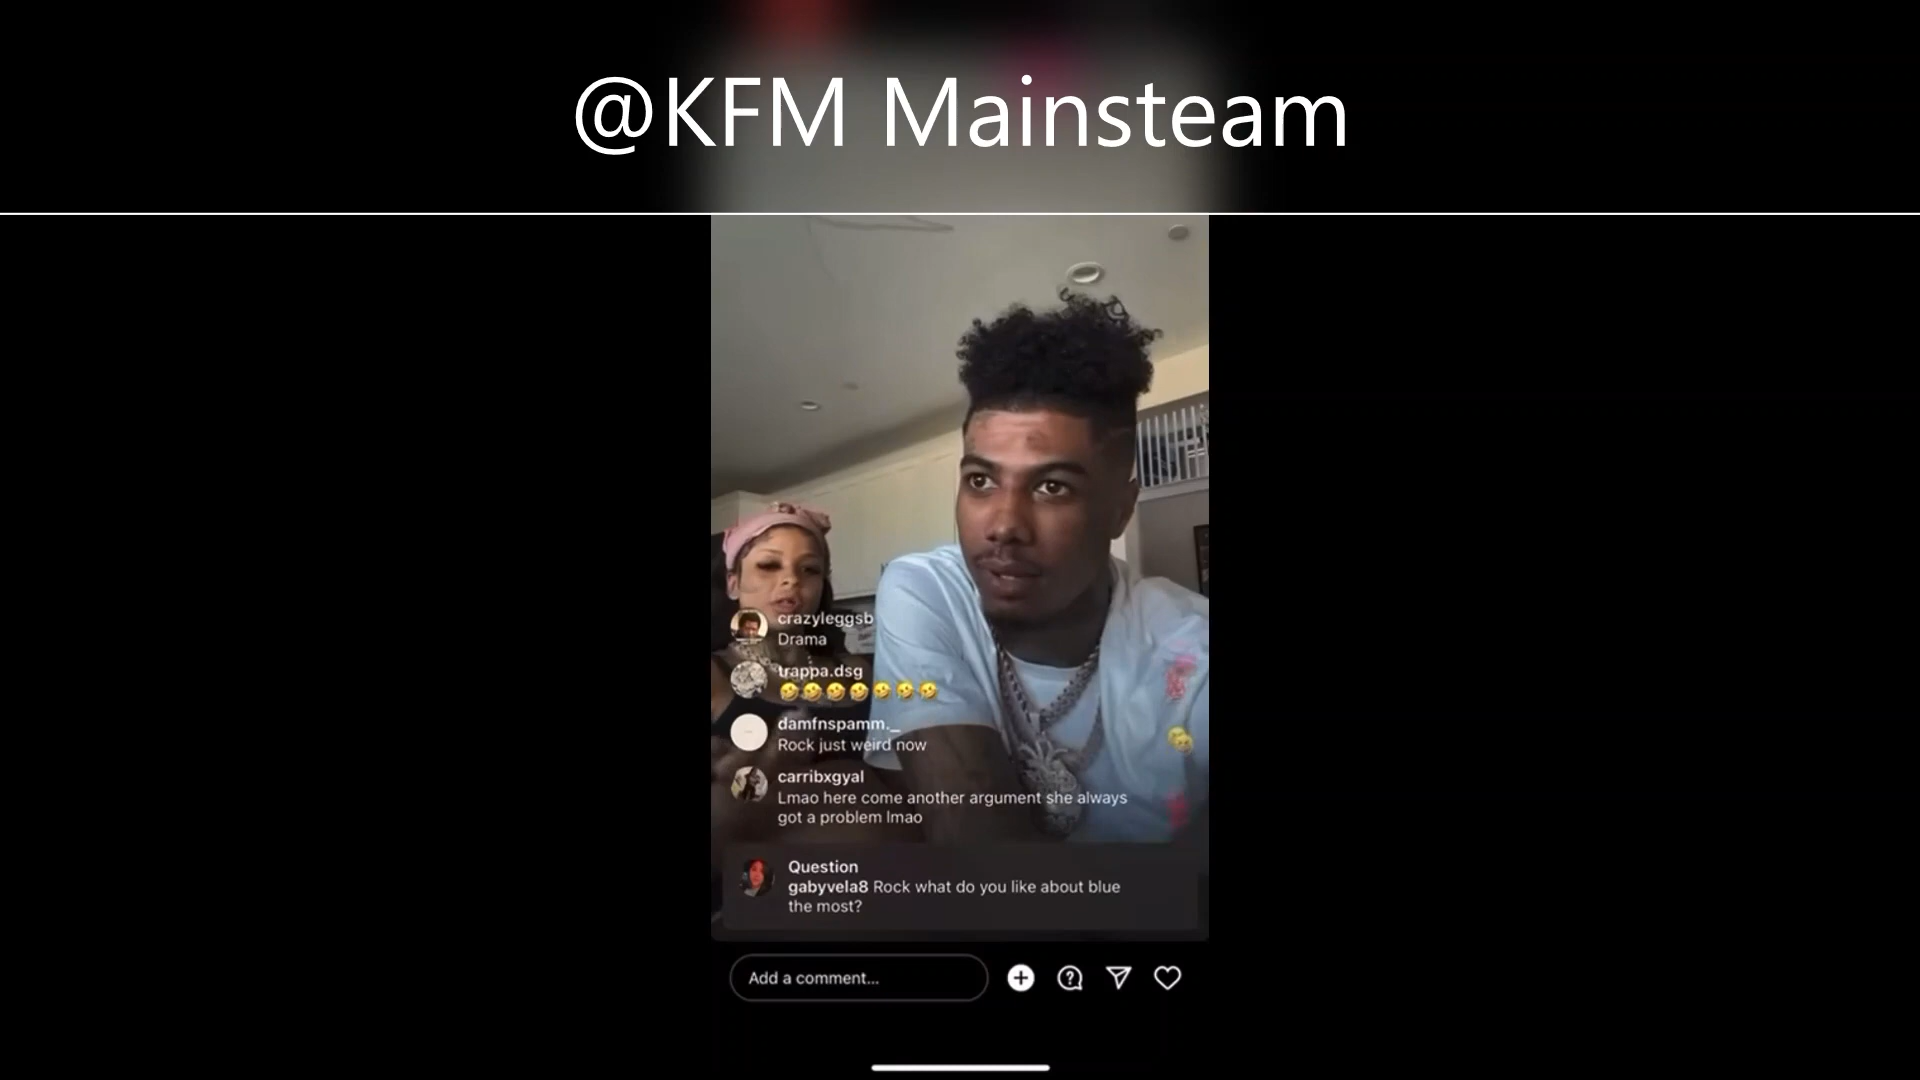 @KFM Mainsteam
crazyleggsb
Drama
trappa.dsg
🤣🤣🤣🤣🤣🤣🤣
damfnspamm._
Rock just weird now
carribxgyal
Lmao here come another argument she always
got a problem lmao
Question
gabyvela8 Rock what do you like about blue
the most?
Add a comment...